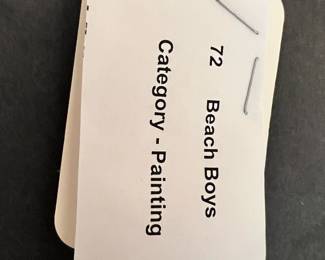 72 Beach Boys
Category - Painting